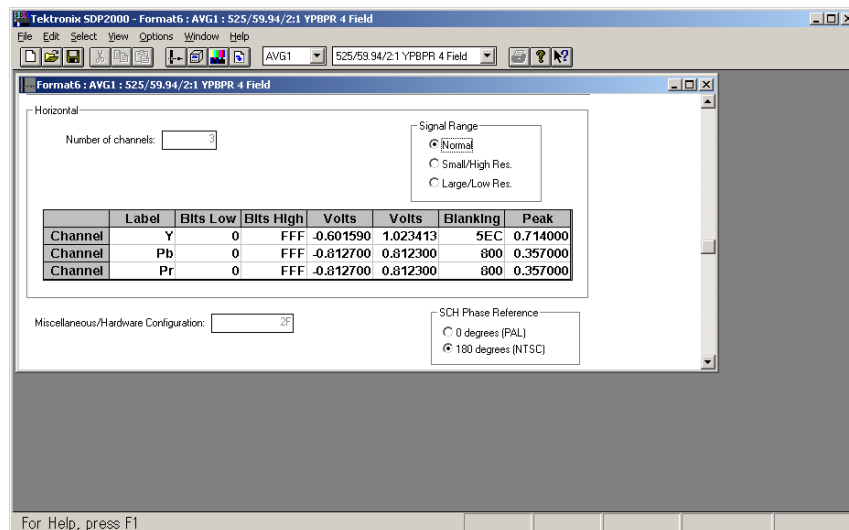 Tektronix SDP2000 - Format6 : AVG1 : 525/59.94/2:1 YPBPR 4 Field
File Edit Select View Options Window Help
AVG1 525/59.94/2:1 YPBPR 4 Field
Format6 : AVG1 : 525/59.94/2:1 YPBPR 4 Field
Horizontal
Number of channels: 3
Signal Range
Normal
Small/High Res.
Large/Low Res.
Label Bits Low Bits High Volts Volts Blanking Peak
Channel Y 0 FFF -0.601590 1.023413 5EC 0.714000
Channel Pb 0 FFF -0.812700 0.812300 800 0.357000
Channel Pr 0 FFF -0.812700 0.812300 800 0.357000
Miscellaneous/Hardware Configuration: 2F
SCH Phase Reference
0 degrees (PAL)
180 degrees (NTSC)
For Help, press F1